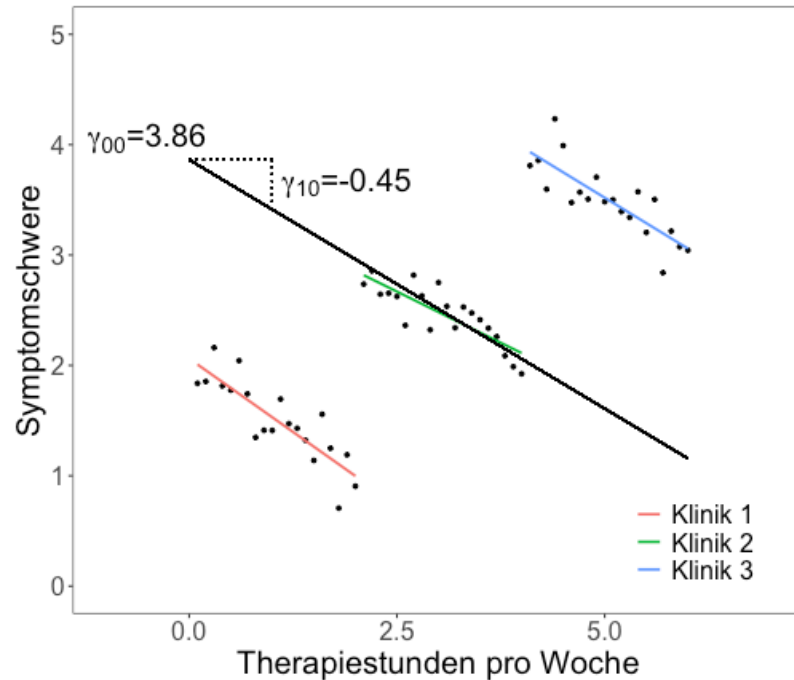 5
4
3
2
1
0
Symptomschwere
γ00=3.86
γ10=-0.45
Klinik 1
Klinik 2
Klinik 3
0.0 2.5 5.0
Therapiestunden pro Woche